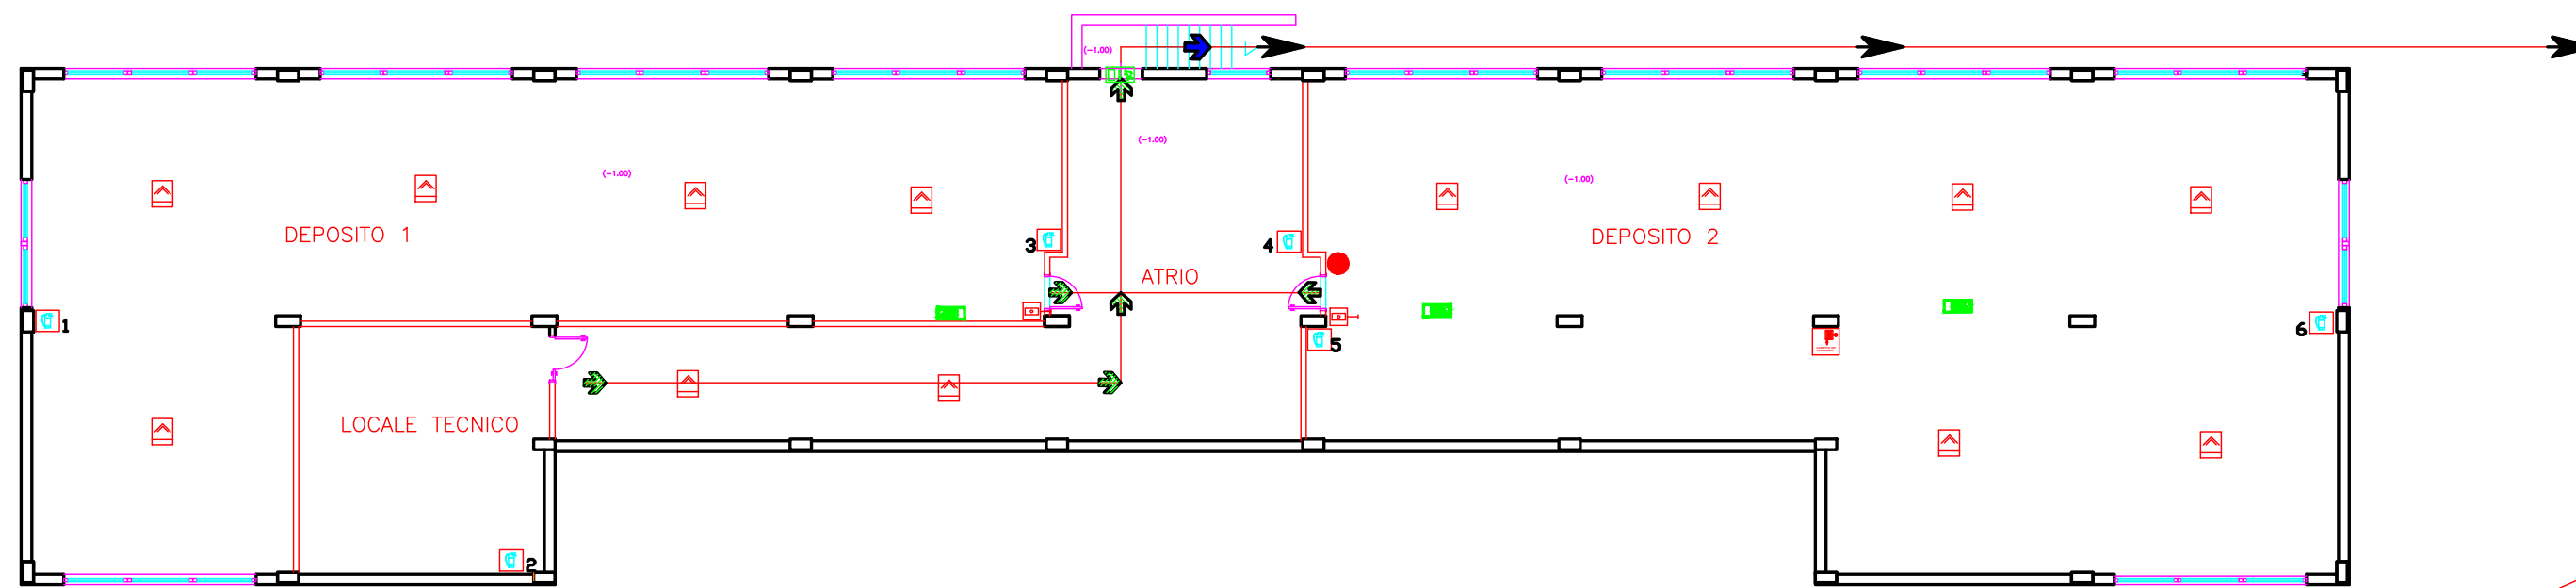 (-1.00)
(-1.00)
(-1.00)
(-1.00)
DEPOSITO 1
3
4
DEPOSITO 2
ATRIO
1
5
6
LOCALE TECNICO
2